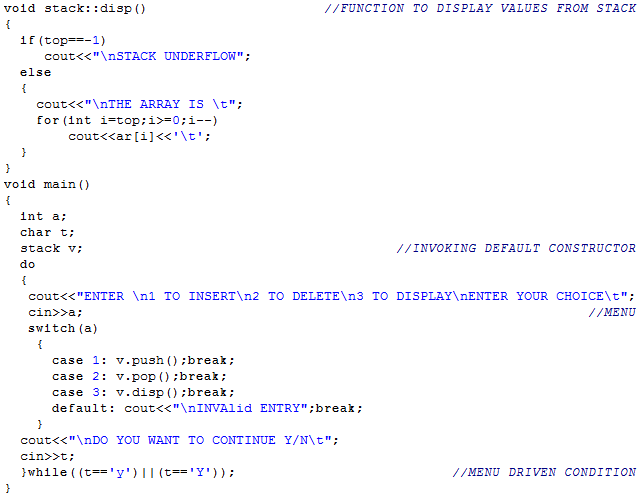 void stack::disp() //FUNCTION TO DISPLAY VALUES FROM STACK
{
if(top==-1)
cout<<"\nSTACK UNDERFLOW";
else
{
cout<<"\nTHE ARRAY IS \t";
for(int i=top;i>=0;i--)
cout<<ar[i]<<'\t';
}
}
void main()
{
int a;
char t;
stack v; //INVOKING DEFAULT CONSTRUCTOR
do
{
cout<<"ENTER \n1 TO INSERT\n2 TO DELETE\n3 TO DISPLAY\nENTER YOUR CHOICE\t";
cin>>a; //MENU
switch(a)
{
case 1: v.push();break;
case 2: v.pop();break;
case 3: v.disp();break;
default: cout<<"\nINVAlid ENTRY";break;
}
cout<<"\nDO YOU WANT TO CONTINUE Y/N\t";
cin>>t;
}while((t=='y')||(t=='Y')); //MENU DRIVEN CONDITION
}